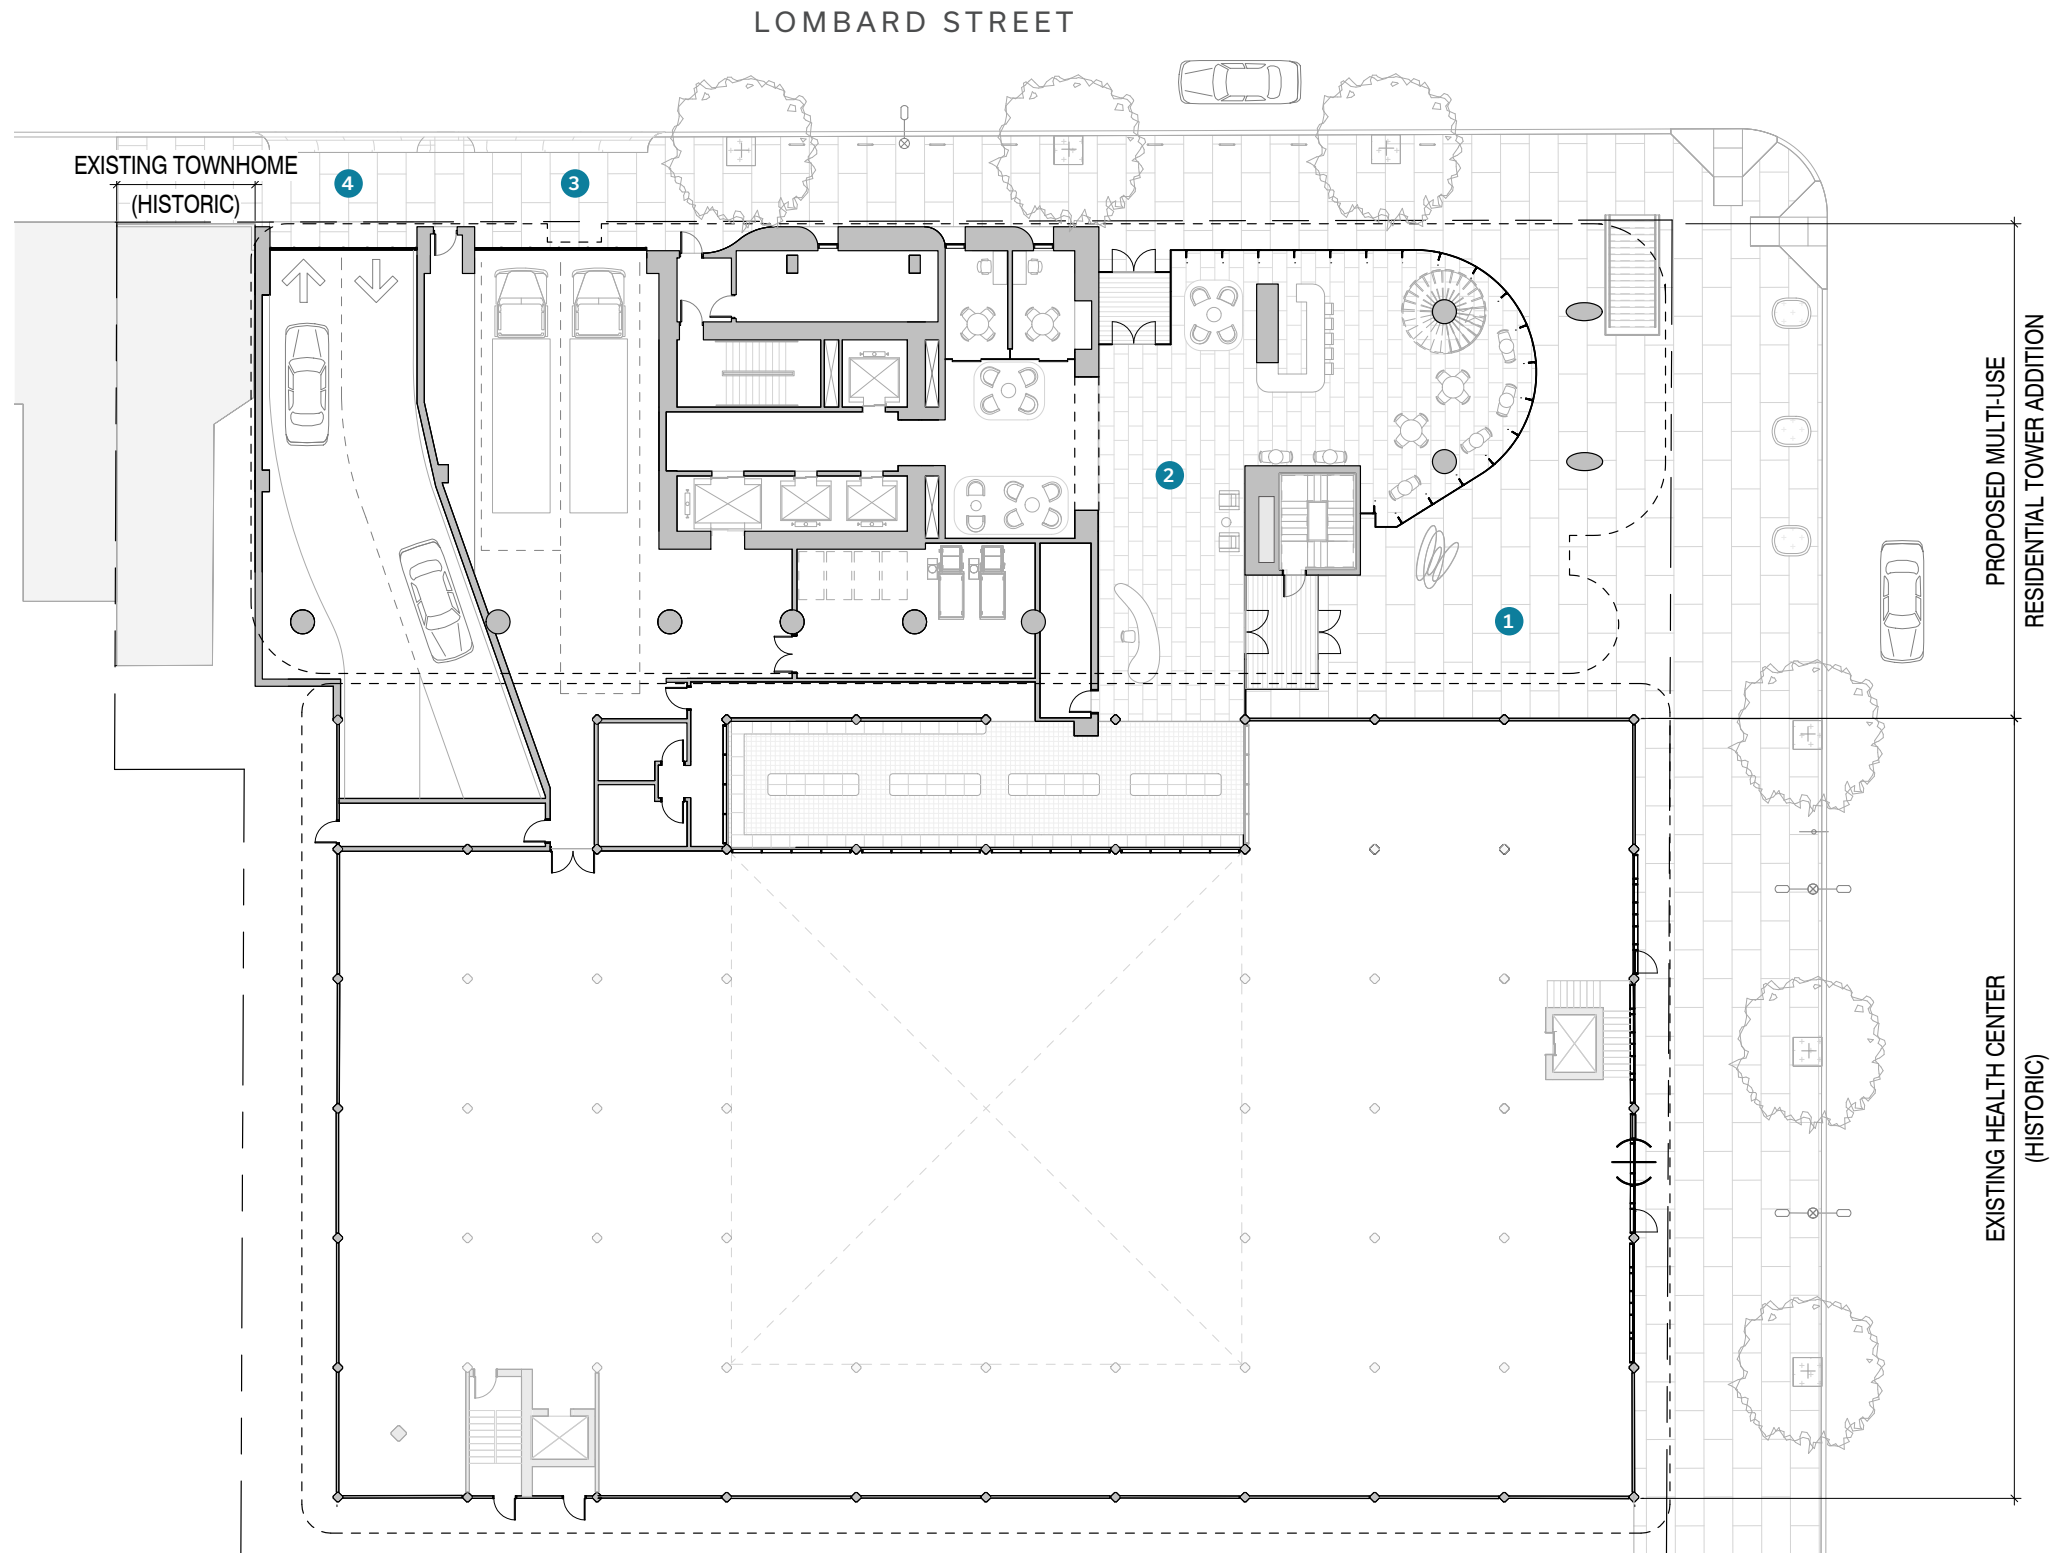 LOMBARD STREET
EXISTING TOWNHOME
(HISTORIC)
4
3
2
1
PROPOSED MULTI-USE
RESIDENTIAL TOWER ADDITION
EXISTING HEALTH CENTER
(HISTORIC)